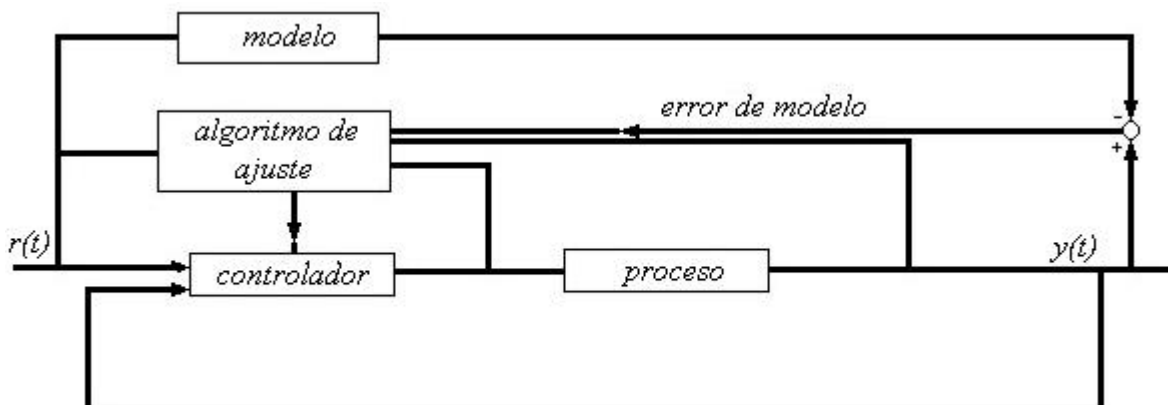 modelo
error de modelo
algoritmo de
ajuste
-
+
r(t)
y(t)
controlador
proceso